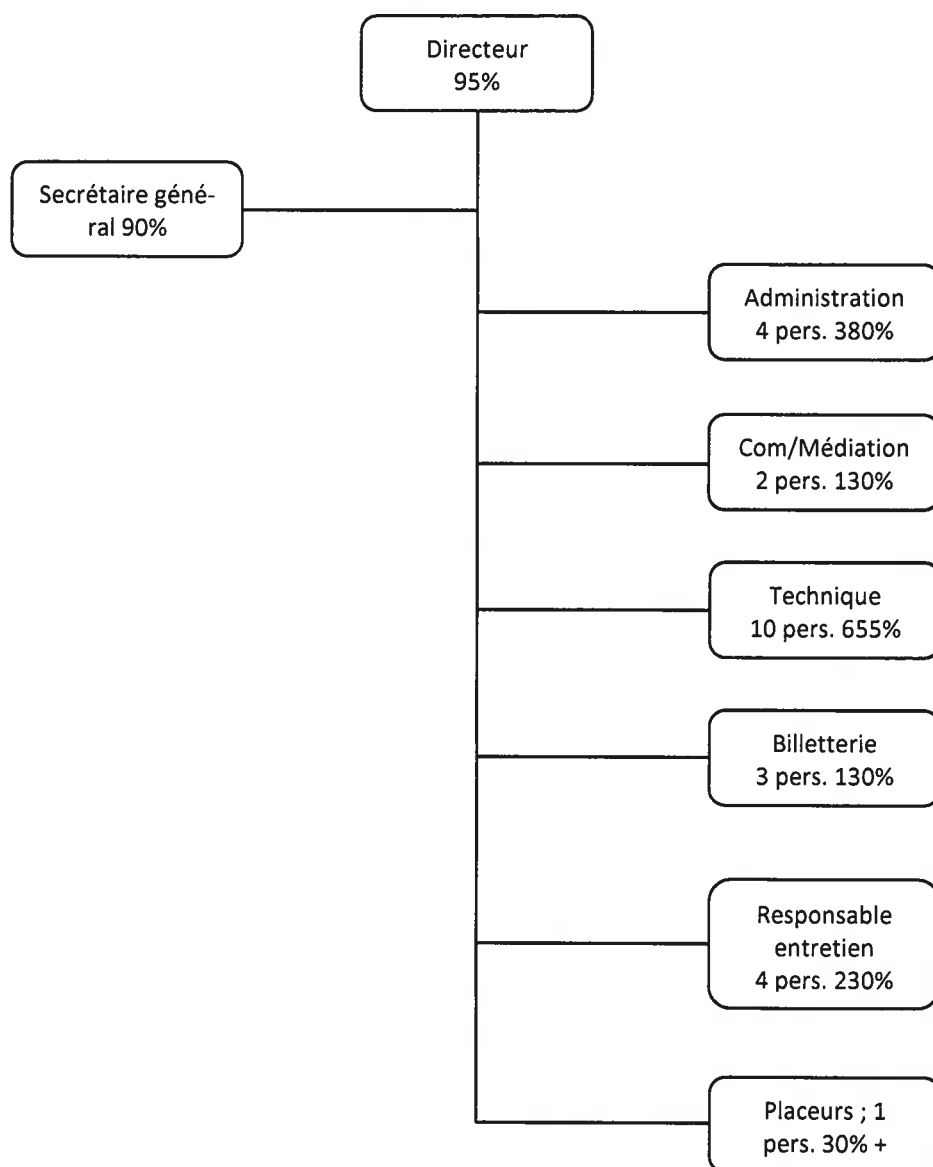 Directeur
95%
Secrétaire géné-
ral 90%
Administration
4 pers. 380%
Com/Médiation
2 pers. 130%
Technique
10 pers. 655%
Billetterie
3 pers. 130%
Responsable
entretien
4 pers. 230%
Placeurs ; 1
pers. 30% +